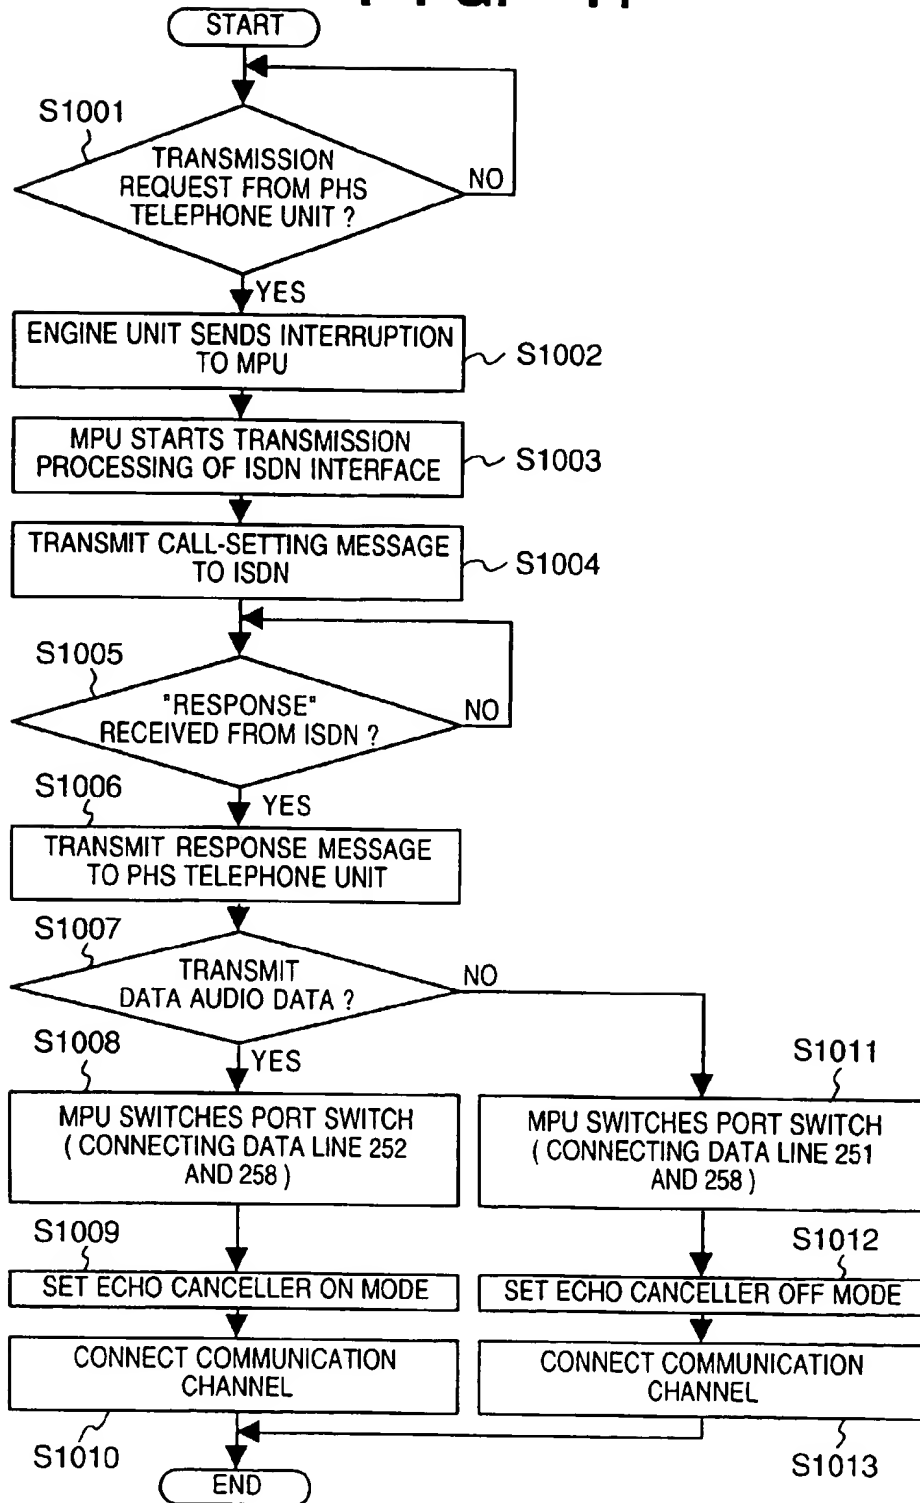 START
S1001
TRANSMISSION
REQUEST FROM PHS
TELEPHONE UNIT ?
NO
YES
ENGINE UNIT SENDS INTERRUPTION
TO MPU
S1002
MPU STARTS TRANSMISSION
PROCESSING OF ISDN INTERFACE
S1003
TRANSMIT CALL-SETTING MESSAGE
TO ISDN
S1004
S1005
"RESPONSE"
RECEIVED FROM ISDN ?
NO
YES
S1006
TRANSMIT RESPONSE MESSAGE
TO PHS TELEPHONE UNIT
S1007
TRANSMIT
DATA AUDIO DATA ?
NO
YES
S1008
MPU SWITCHES PORT SWITCH
( CONNECTING DATA LINE 252
AND 258 )
S1009
SET ECHO CANCELLER ON MODE
CONNECT COMMUNICATION
CHANNEL
S1010
S1011
MPU SWITCHES PORT SWITCH
( CONNECTING DATA LINE 251
AND 258 )
S1012
SET ECHO CANCELLER OFF MODE
CONNECT COMMUNICATION
CHANNEL
S1013
END